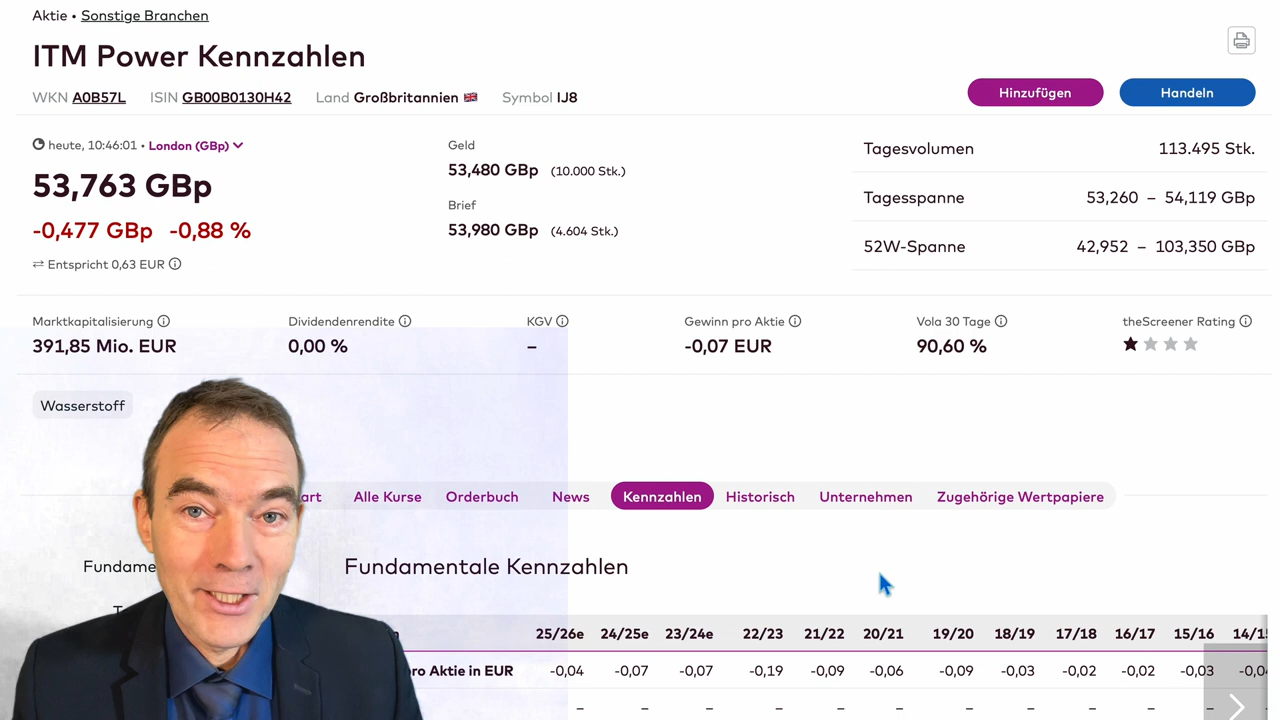 Aktie • Sonstige Branchen
ITM Power Kennzahlen
WKN A0B57L ISIN GB00B0130H42 Land Großbritannien Symbol IJ8
Hinzufügen Handeln
heute, 10:46:01 • London (GBp)
53,763 GBp
-0,477 GBp -0,88 %
Entspricht 0,63 EUR
Geld
53,480 GBp (10.000 Stk.)
Brief
53,980 GBp (4.604 Stk.)
Tagesvolumen 113.495 Stk.
Tagesspanne 53,260 – 54,119 GBp
52W-Spanne 42,952 – 103,350 GBp
Marktkapitalisierung Dividendenrendite KGV Gewinn pro Aktie Vola 30 Tage theScreener Rating
391,85 Mio. EUR 0,00 % – -0,07 EUR 90,60 %
Wasserstoff
art Alle Kurse Orderbuch News Kennzahlen Historisch Unternehmen Zugehörige Wertpapiere
Fundame
Fundamentale Kennzahlen
T
n 25/26e 24/25e 23/24e 22/23 21/22 20/21 19/20 18/19 17/18 16/17 15/16 14/15
pro Aktie in EUR -0,04 -0,07 -0,07 -0,19 -0,09 -0,06 -0,09 -0,03 -0,02 -0,02 -0,03 -0,04
– – – – – – – – – – – –